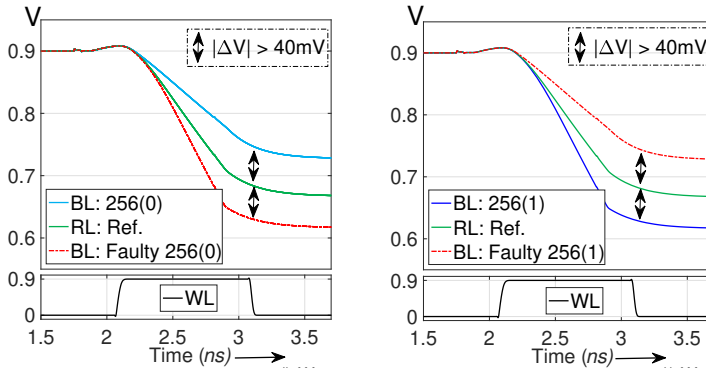 V
|ΔV| > 40mV
0.9
0.8
0.7
0.6
BL: 256(0)
RL: Ref.
BL: Faulty 256(0)
0.9
0
WL
1.5 2 2.5 3 3.5
Time (ns)
V
|ΔV| > 40mV
0.9
0.8
0.7
0.6
BL: 256(1)
RL: Ref.
BL: Faulty 256(1)
0.9
0
WL
1.5 2 2.5 3 3.5
Time (ns)